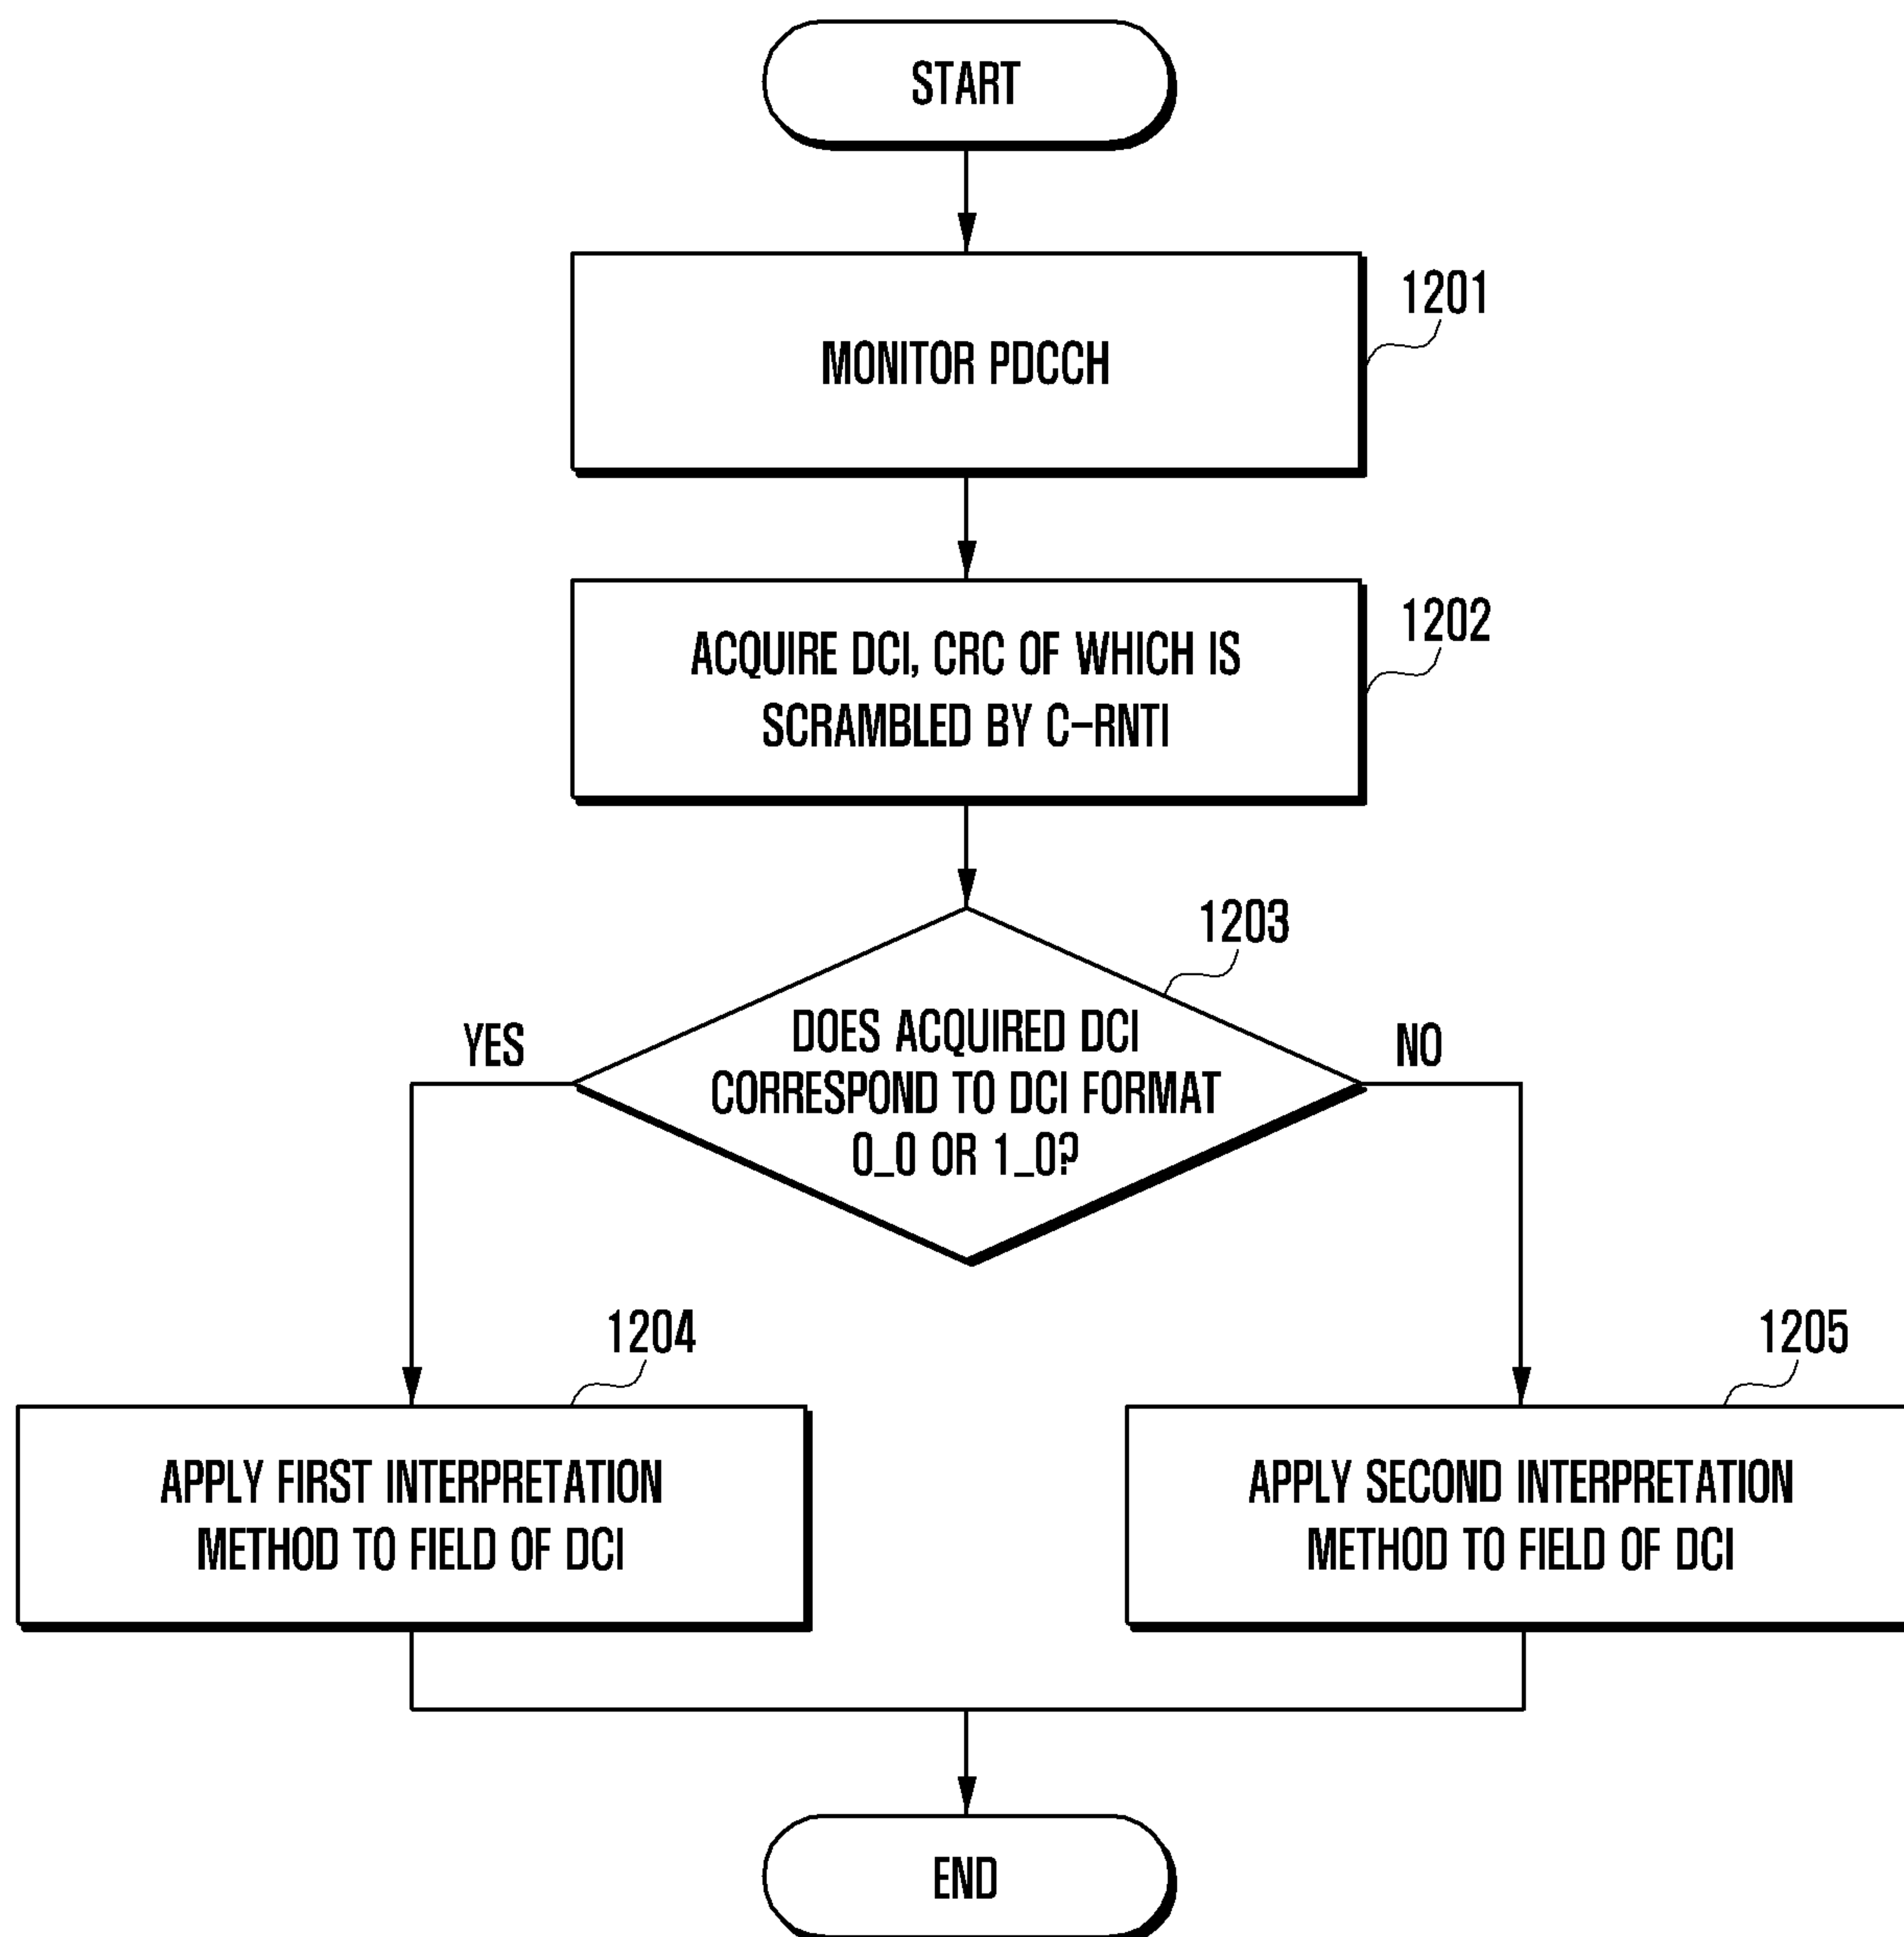 START
1201
MONITOR PDCCH
1202
ACQUIRE DCI, CRC OF WHICH IS
SCRAMBLED BY C-RNTI
1203
DOES ACQUIRED DCI
CORRESPOND TO DCI FORMAT
0_0 OR 1_0?
YES
NO
1204
APPLY FIRST INTERPRETATION
METHOD TO FIELD OF DCI
1205
APPLY SECOND INTERPRETATION
METHOD TO FIELD OF DCI
END